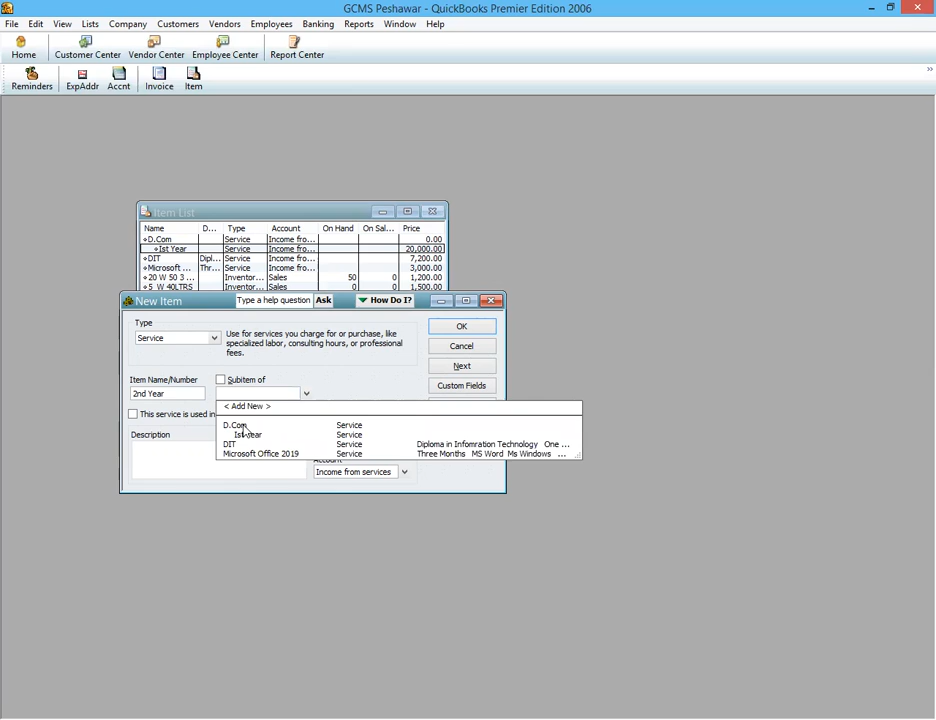 GCMS Peshawar - QuickBooks Premier Edition 2006
File Edit View Lists Company Customers Vendors Employees Banking Reports Window Help
Home Customer Center Vendor Center Employee Center Report Center
Reminders ExpAddr Accnt Invoice Item
Item List
Name D... Type Account On Hand On Sal... Price
D.Com Service Income fro... 0.00
Ist Year Service Income fro... 20,000.00
DIT Dipl... Service Income fro... 7,200.00
Microsoft ... Thr... Service Income fro... 3,000.00
20 W 50 3 ... Inventor... Sales 50 0 1,200.00
5 W 40LTRS Inventor... Sales 0 0 1,500.00
New Item Type a help question Ask How Do I?
Type
Service
Use for services you charge for or purchase, like
specialized labor, consulting hours, or professional
fees.
OK
Cancel
Next
Custom Fields
Item Name/Number Subitem of
2nd Year
< Add New >
This service is used in
D.Com Service
Ist Year Service
DIT Service Diploma in Infomration Technology One ...
Microsoft Office 2019 Service Three Months MS Word Ms Windows ...
Description
Account
Income from services